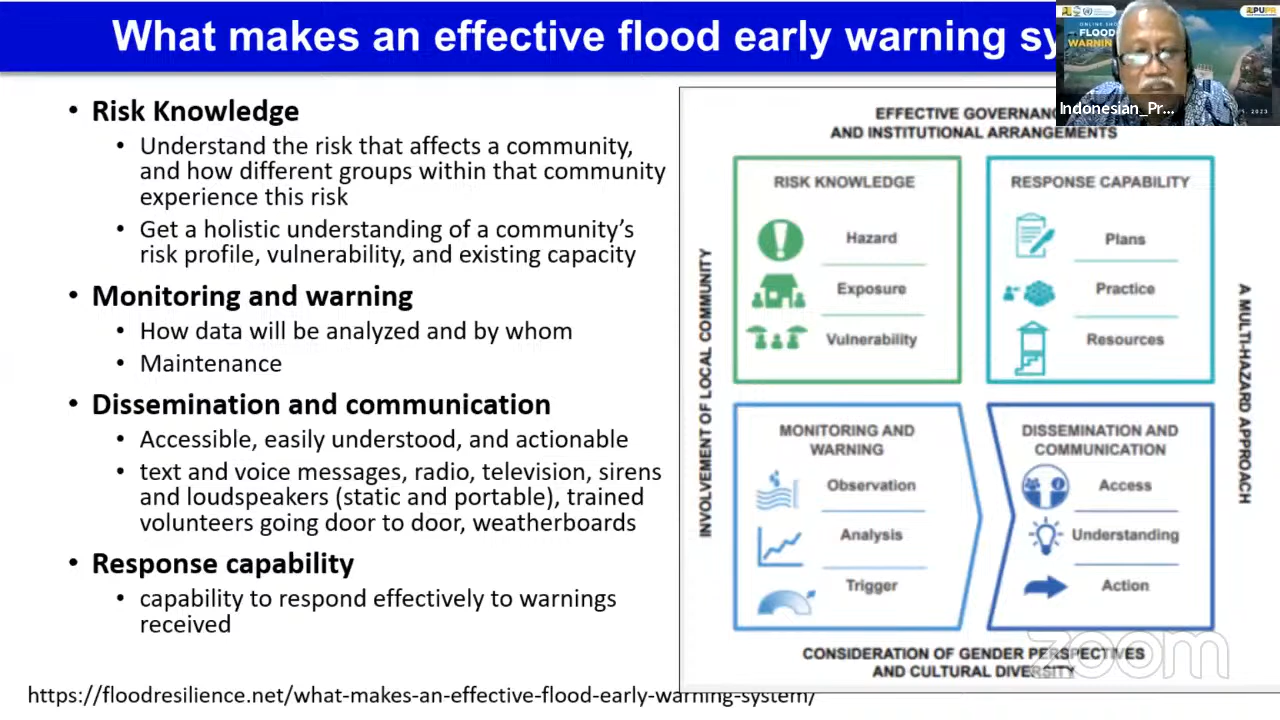 What makes an effective flood early warning sy
• Risk Knowledge
• Understand the risk that affects a community,
and how different groups within that community
experience this risk
• Get a holistic understanding of a community’s
risk profile, vulnerability, and existing capacity
• Monitoring and warning
• How data will be analyzed and by whom
• Maintenance
• Dissemination and communication
• Accessible, easily understood, and actionable
• text and voice messages, radio, television, sirens
and loudspeakers (static and portable), trained
volunteers going door to door, weatherboards
• Response capability
• capability to respond effectively to warnings
received
https://floodresilience.net/what-makes-an-effective-flood-early-warning-system/
EFFECTIVE GOVERNANC
AND INSTITUTIONAL ARRANGEMENTS
INVOLVEMENT OF LOCAL COMMUNITY
RISK KNOWLEDGE
Hazard
Exposure
Vulnerability
RESPONSE CAPABILITY
Plans
Practice
Resources
MONITORING AND
WARNING
Observation
Analysis
Trigger
DISSEMINATION AND
COMMUNICATION
Access
Understanding
Action
A MULTI-HAZARD APPROACH
CONSIDERATION OF GENDER PERSPECTIVES
AND CULTURAL DIVERSITY
zoom
ONLINE SHO
FLOOD
WARNIN
PUPR
2023
Indonesian_Pr...